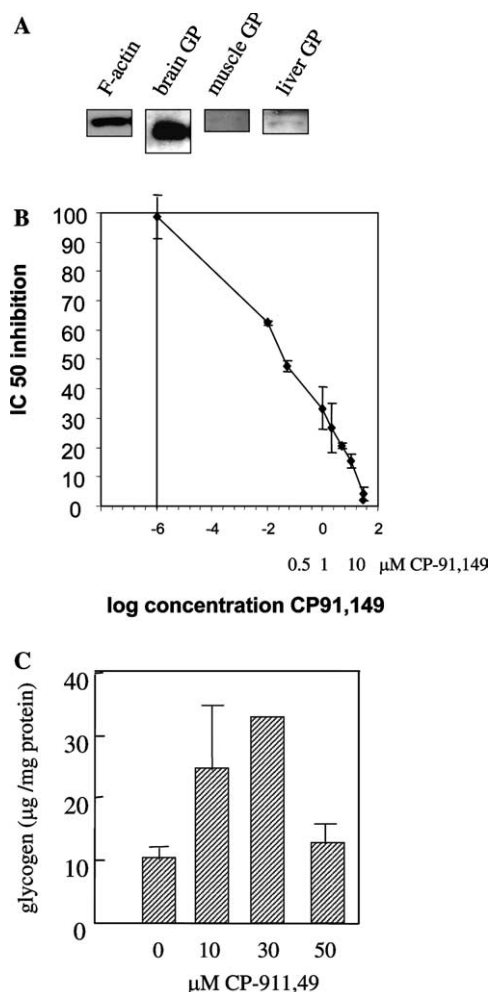 A
F-actin
brain GP
muscle GP
liver GP
B
100
90
80
70
60
50
40
30
20
10
0
IC 50 inhibition
-6 -4 -2 0 2
0.5 1 10 μM CP-91,149
log concentration CP91,149
C
40
30
20
10
0
glycogen (μg /mg protein)
0 10 30 50
μM CP-911,49